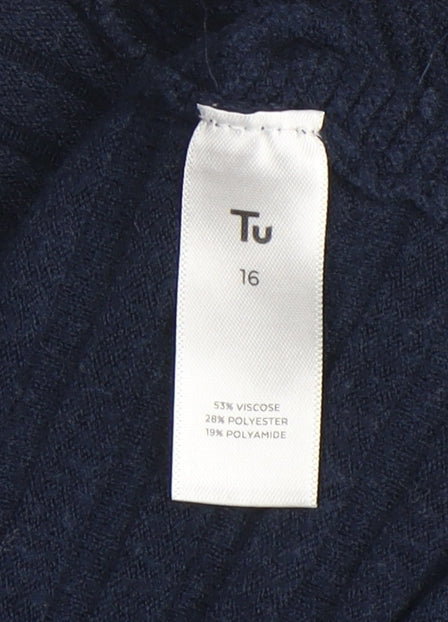 Tu
16
53% VISCOSE
28% POLYESTER
19% POLYAMIDE